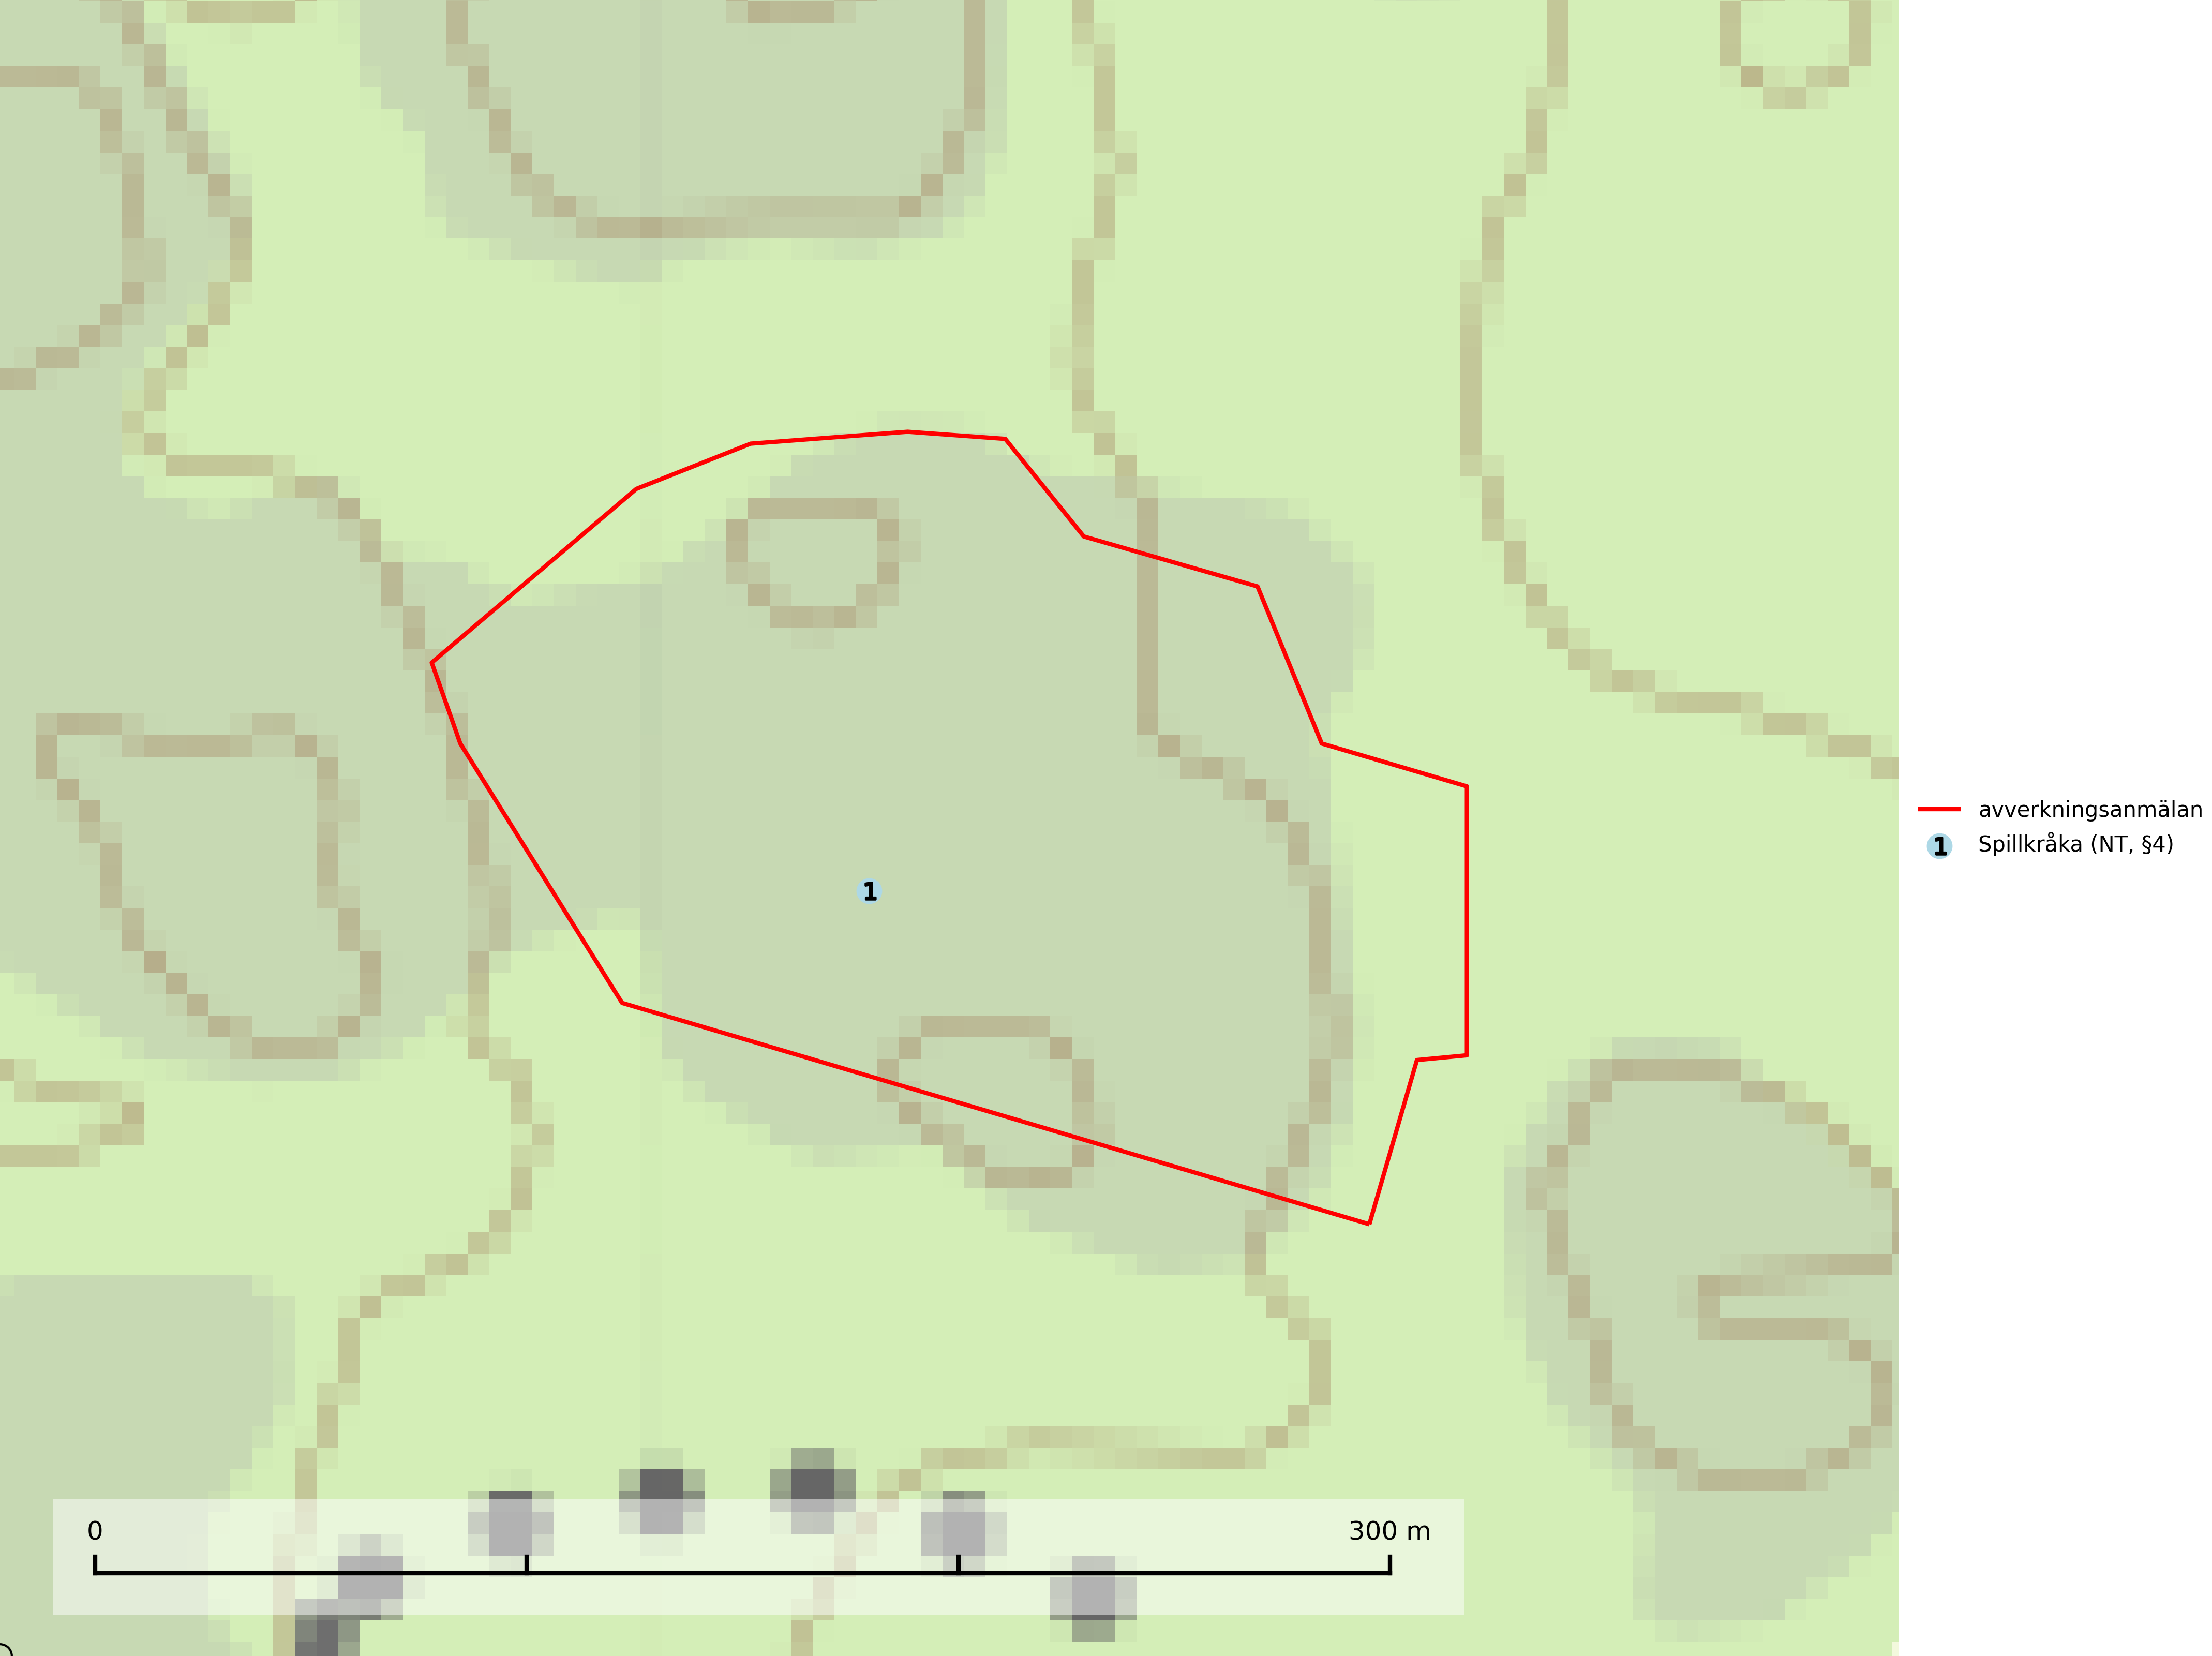 avverkningsanmälan
1 Spillkråka (NT, §4)
1
0 300 m